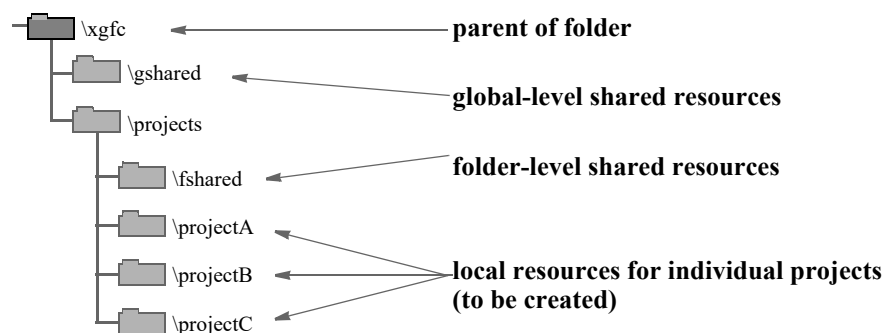 \xgfc
parent of folder
\gshared
global-level shared resources
\projects
\fshared
folder-level shared resources
\projectA
\projectB
local resources for individual projects
(to be created)
\projectC